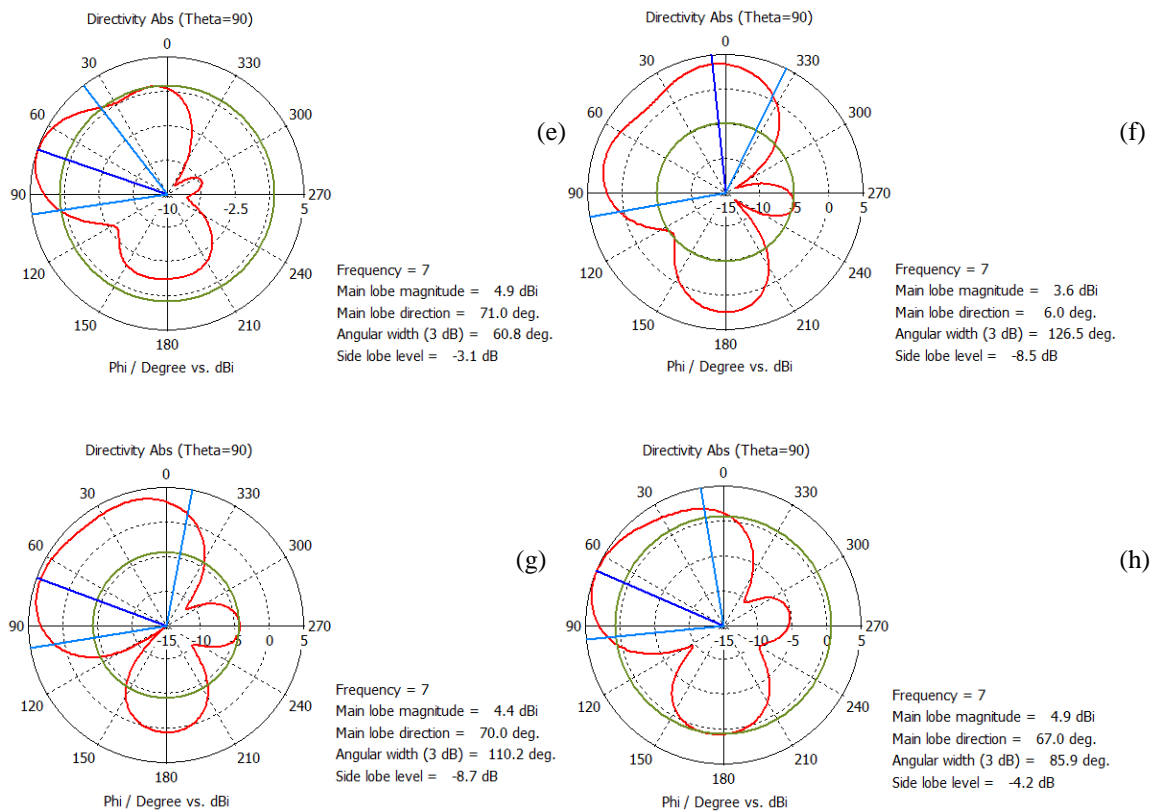 Directivity Abs (Theta=90)
0
30
330
60
300
90
270
-10
-2.5
5
120
240
150
210
180
Phi / Degree vs. dBi
Frequency = 7
Main lobe magnitude = 4.9 dBi
Main lobe direction = 71.0 deg.
Angular width (3 dB) = 60.8 deg.
Side lobe level = -3.1 dB
(e)
Directivity Abs (Theta=90)
0
30
330
60
300
90
270
-15
-10
-5
0
5
120
240
150
210
180
Phi / Degree vs. dBi
Frequency = 7
Main lobe magnitude = 3.6 dBi
Main lobe direction = 6.0 deg.
Angular width (3 dB) = 126.5 deg.
Side lobe level = -8.5 dB
(f)
Directivity Abs (Theta=90)
0
30
330
60
300
90
270
-15
-10
-5
0
5
120
240
150
210
180
Phi / Degree vs. dBi
Frequency = 7
Main lobe magnitude = 4.4 dBi
Main lobe direction = 70.0 deg.
Angular width (3 dB) = 110.2 deg.
Side lobe level = -8.7 dB
(g)
Directivity Abs (Theta=90)
0
30
330
60
300
90
270
-15
-10
-5
0
5
120
240
150
210
180
Phi / Degree vs. dBi
Frequency = 7
Main lobe magnitude = 4.9 dBi
Main lobe direction = 67.0 deg.
Angular width (3 dB) = 85.9 deg.
Side lobe level = -4.2 dB
(h)